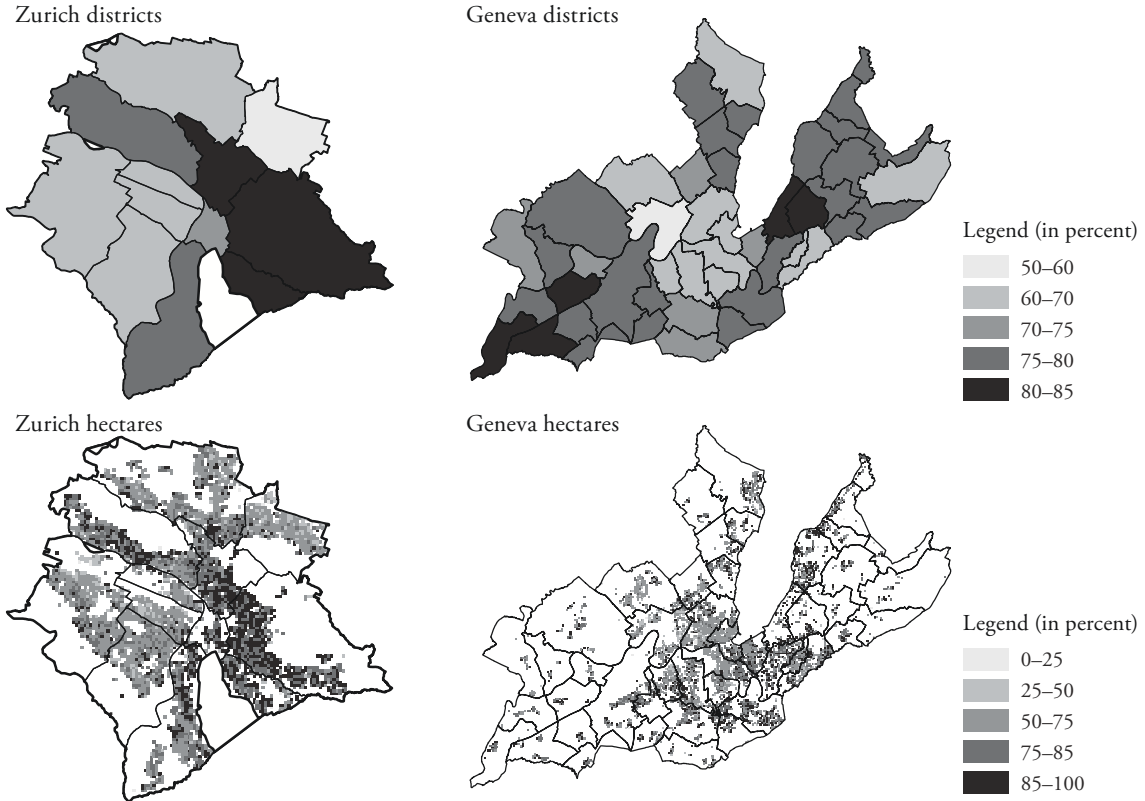 Zurich districts
Geneva districts
Legend (in percent)
50–60
60–70
70–75
75–80
80–85
Zurich hectares
Geneva hectares
Legend (in percent)
0–25
25–50
50–75
75–85
85–100